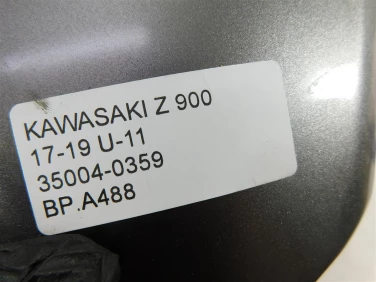 KAWASAKI Z 900
17-19 U-11
35004-0359
BP.A488